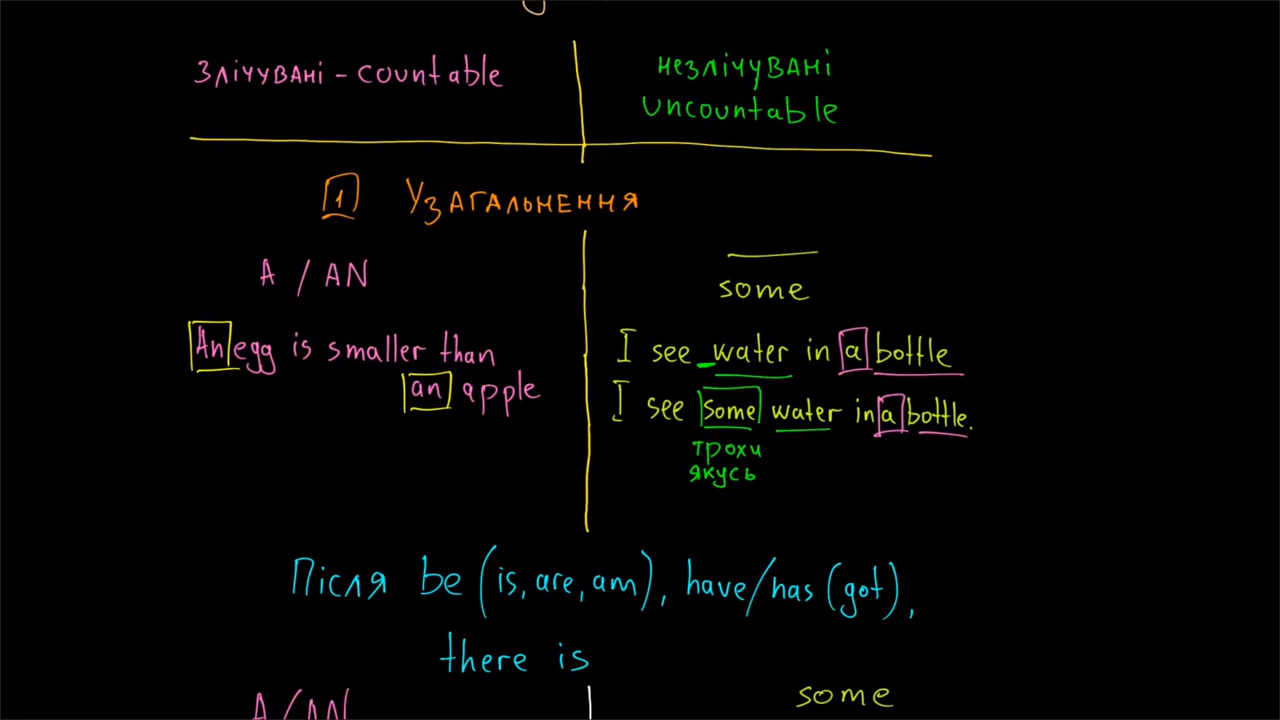 злічувані - countable
незлічувані
uncountable
1 Узагальнення
A / AN
some
An egg is smaller than
an apple
I see _ water in a bottle
I see some water in a bottle.
трохи
якусь
Після be (is, are, am), have/has (got),
there is
A / AN
some